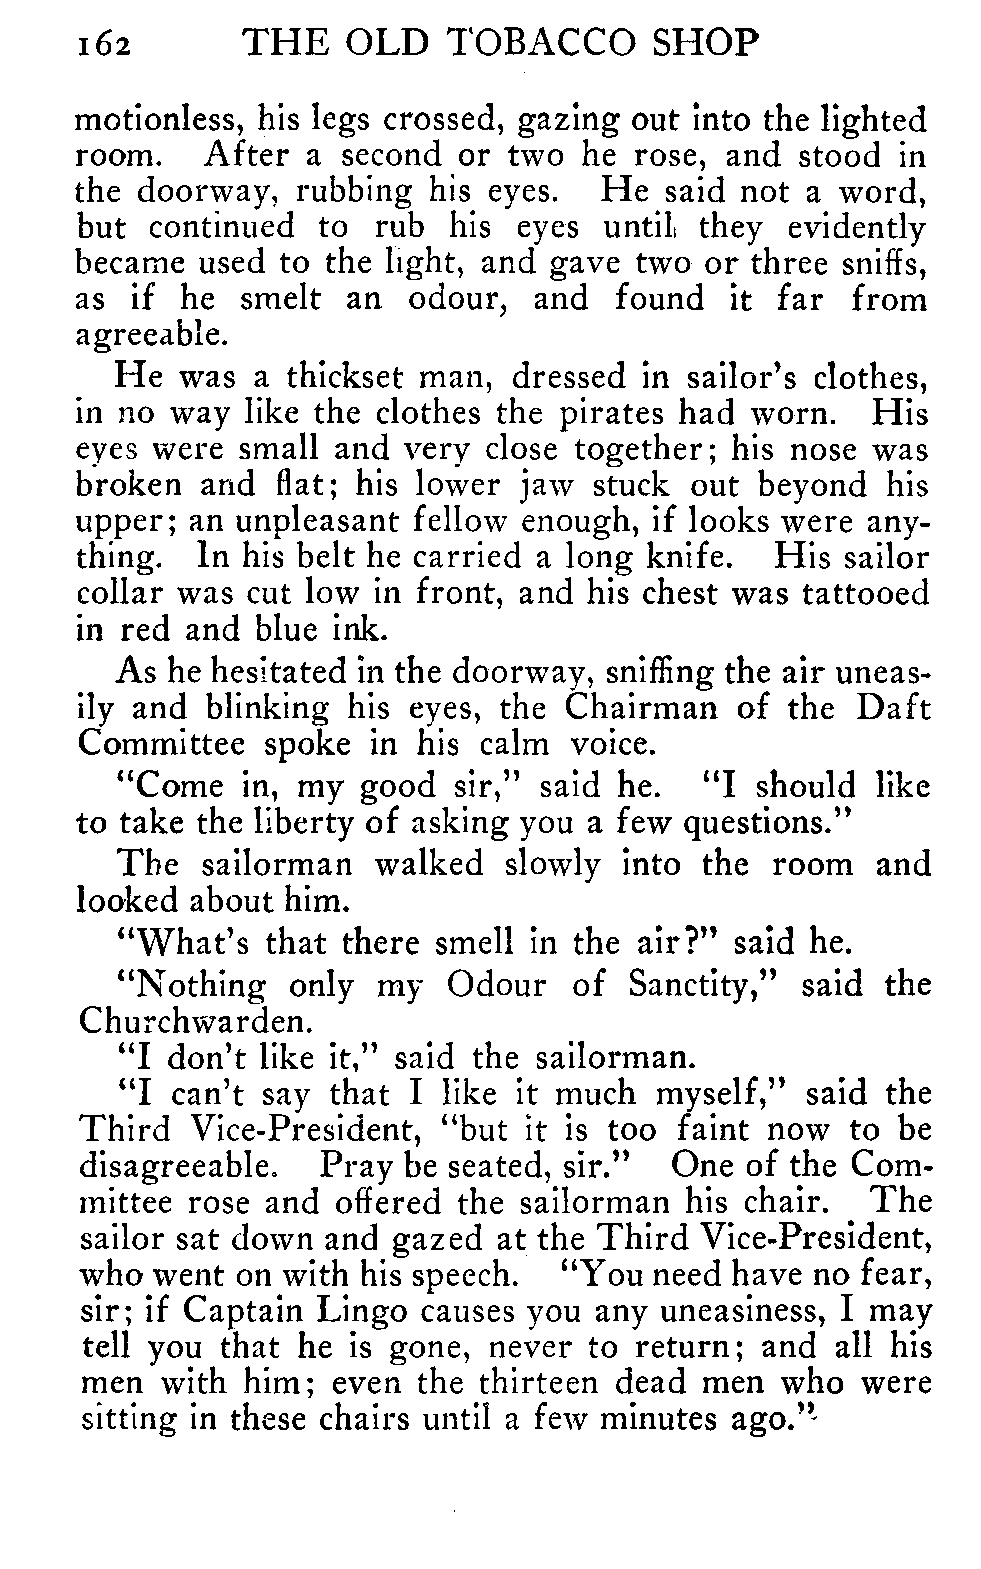 162 THE OLD TOBACCO SHOP
motionless, his legs crossed, gazing out into the lighted
room. After a second or two he rose, and stood in
the doorway, rubbing his eyes. He said not a word,
but continued to rub his eyes until they evidently
became used to the light, and gave two or three sniffs,
as if he smelt an odour, and found it far from
agreeable.
He was a thickset man, dressed in sailor's clothes,
in no way like the clothes the pirates had worn. His
eyes were small and very close together; his nose was
broken and flat; his lower jaw stuck out beyond his
upper; an unpleasant fellow enough, if looks were any-
thing. In his belt he carried a long knife. His sailor
collar was cut low in front, and his chest was tattooed
in red and blue ink.
As he hesitated in the doorway, sniffing the air uneas-
ily and blinking his eyes, the Chairman of the Daft
Committee spoke in his calm voice.
"Come in, my good sir," said he. "I should like
to take the liberty of asking you a few questions."
The sailorman walked slowly into the room and
looked about him.
"What's that there smell in the air?" said he.
"Nothing only my Odour of Sanctity," said the
Churchwarden.
"I don't like it," said the sailorman.
"I can't say that I like it much myself," said the
Third Vice-President, "but it is too faint now to be
disagreeable. Pray be seated, sir." One of the Com-
mittee rose and offered the sailorman his chair. The
sailor sat down and gazed at the Third Vice-President,
who went on with his speech. "You need have no fear,
sir; if Captain Lingo causes you any uneasiness, I may
tell you that he is gone, never to return; and all his
men with him; even the thirteen dead men who were
sitting in these chairs until a few minutes ago."